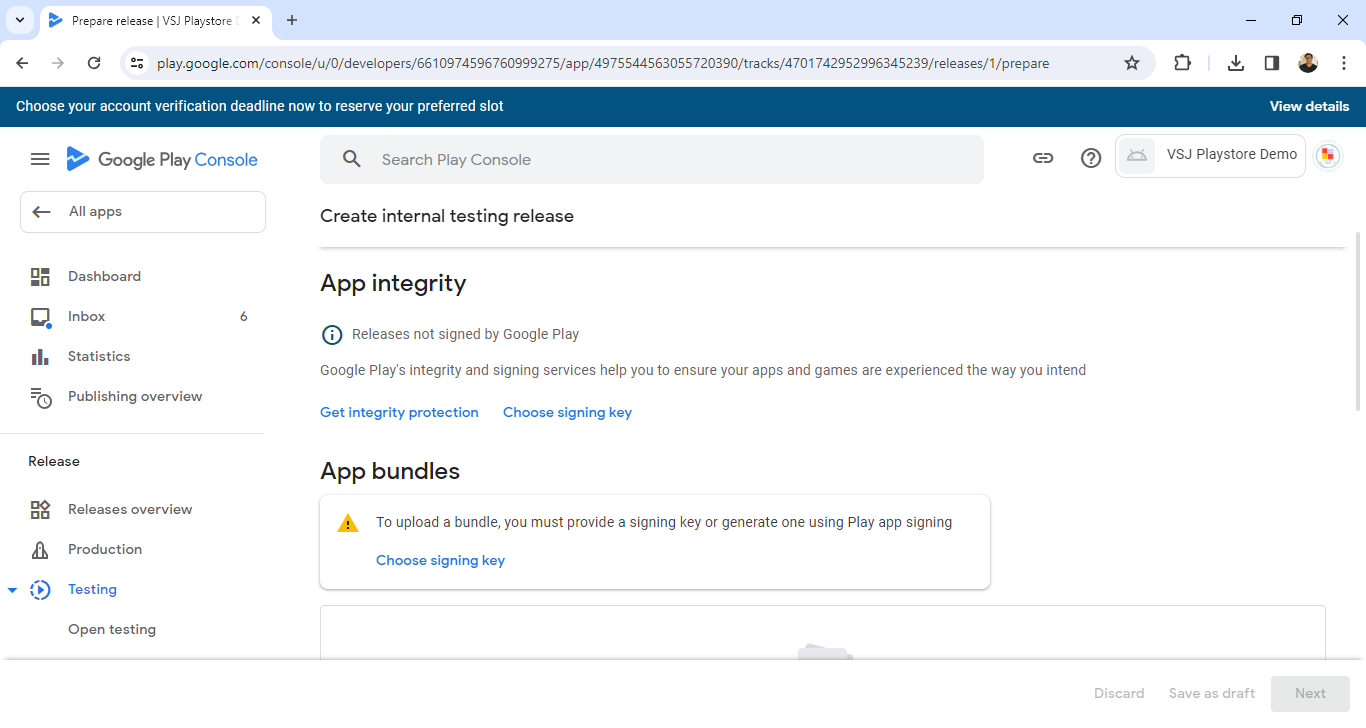 Prepare release | VSJ Playstore
play.google.com/console/u/0/developers/6610974596760999275/app/4975544563055720390/tracks/4701742952996345239/releases/1/prepare
Choose your account verification deadline now to reserve your preferred slot
View details
Google Play Console
Search Play Console
VSJ Playstore Demo
All apps
Create internal testing release
Dashboard
Inbox 6
Statistics
Publishing overview
Release
Releases overview
Production
Testing
Open testing
App integrity
Releases not signed by Google Play
Google Play's integrity and signing services help you to ensure your apps and games are experienced the way you intend
Get integrity protection Choose signing key
App bundles
To upload a bundle, you must provide a signing key or generate one using Play app signing
Choose signing key
Discard Save as draft Next